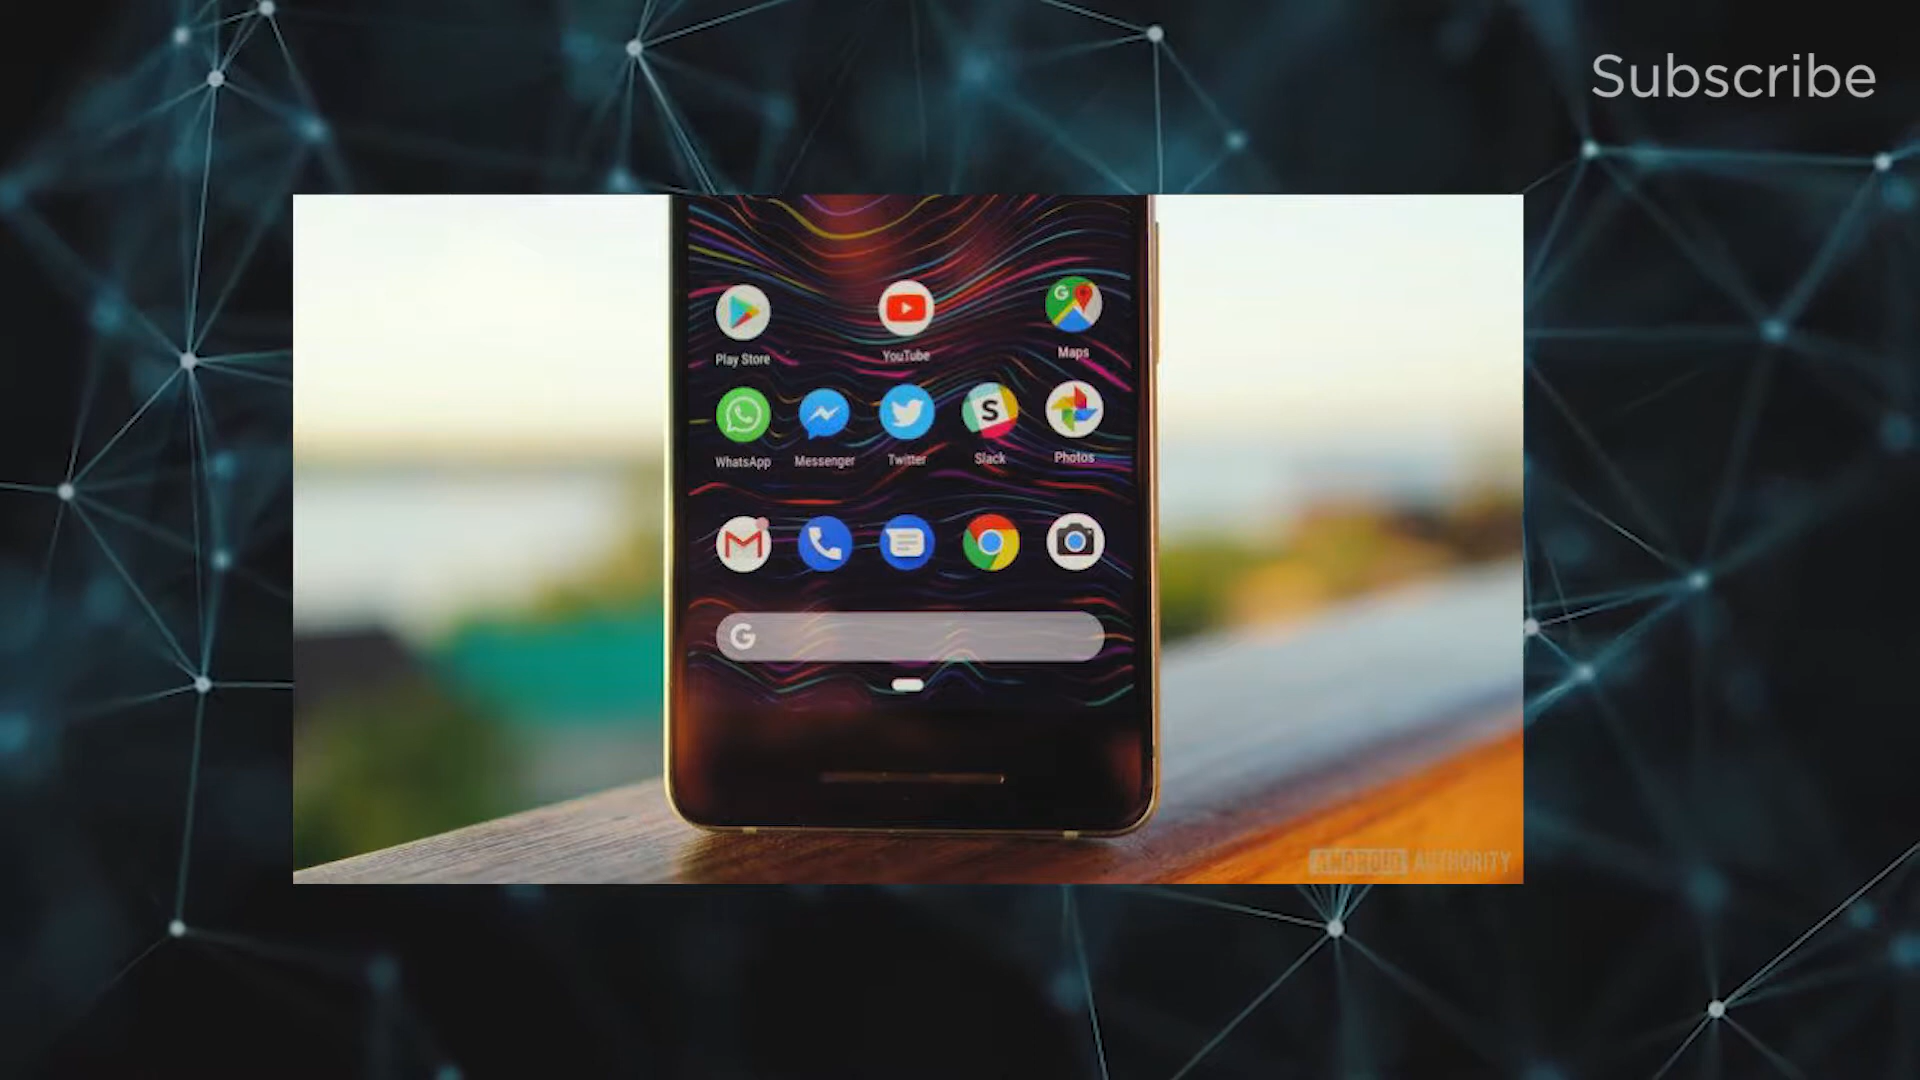 Subscribe
Play Store YouTube Maps
WhatsApp Messenger Twitter Slack Photos
G
ANDROID AUTHORITY